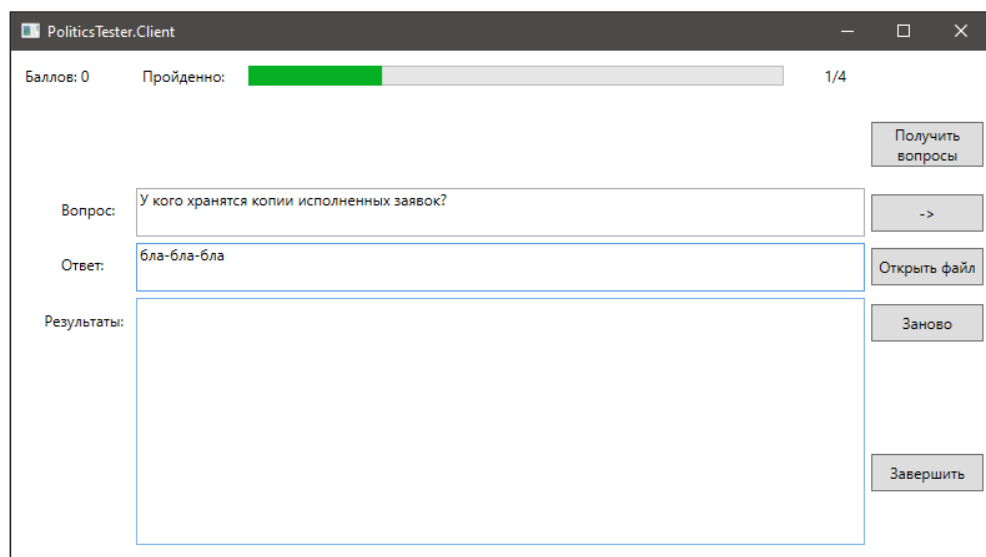 PoliticsTester.Client
Баллов: 0 Пройденно: 1/4
Получить
вопросы
Вопрос: У кого хранятся копии исполненных заявок?
->
Ответ: бла-бла-бла
Открыть файл
Результаты:
Заново
Завершить